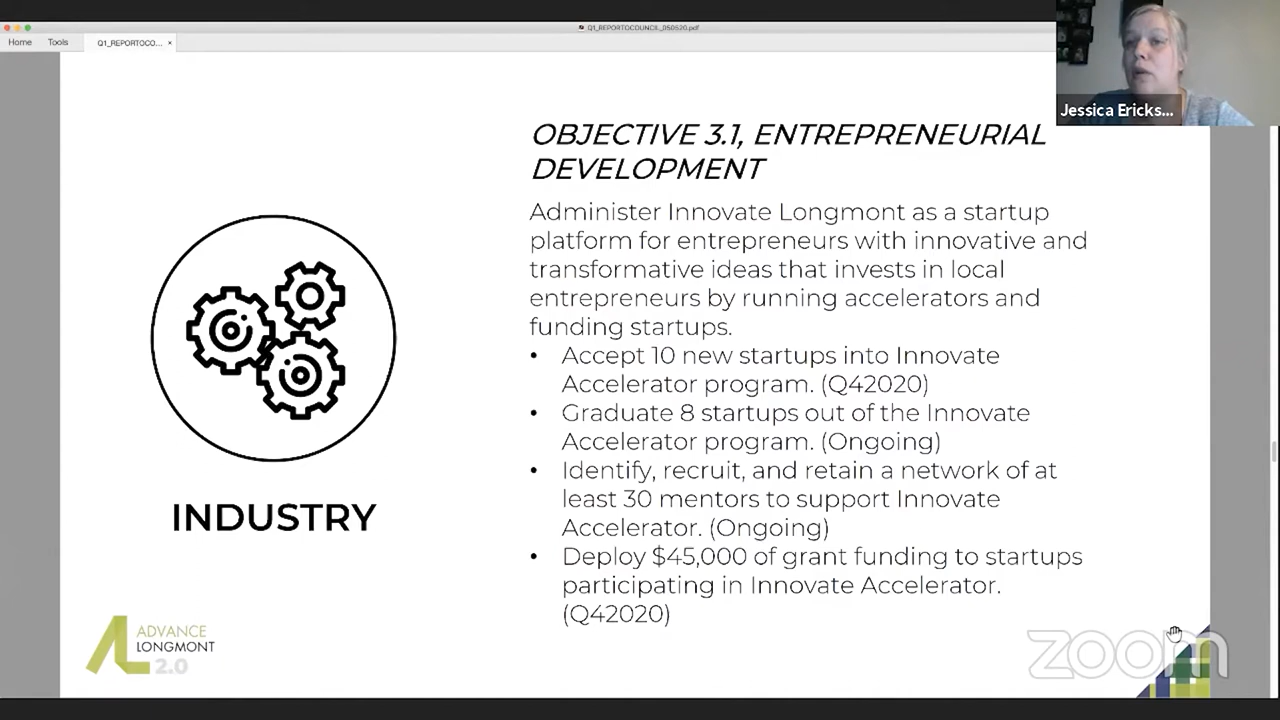 Q1_REPORTOCOUNCIL_050520.pdf
Home Tools Q1_REPORTOCO... ×
Jessica Ericks...
OBJECTIVE 3.1, ENTREPRENEURIAL
DEVELOPMENT
Administer Innovate Longmont as a startup
platform for entrepreneurs with innovative and
transformative ideas that invests in local
entrepreneurs by running accelerators and
funding startups.
• Accept 10 new startups into Innovate
Accelerator program. (Q42020)
• Graduate 8 startups out of the Innovate
Accelerator program. (Ongoing)
• Identify, recruit, and retain a network of at
least 30 mentors to support Innovate
Accelerator. (Ongoing)
• Deploy $45,000 of grant funding to startups
participating in Innovate Accelerator.
(Q42020)
INDUSTRY
ADVANCE
LONGMONT
2.0
zoom